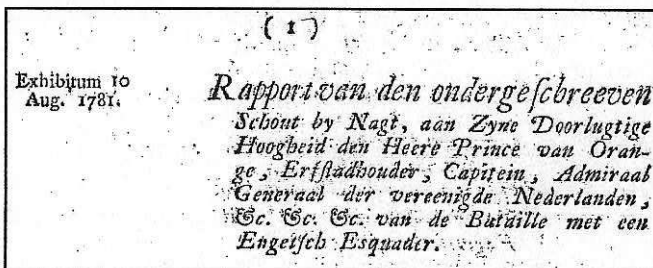 ( 1 )
Exhibitum 10
Aug. 1781.
Rapport van den ondergeſchreeven
Schout by Nagt, aan Zyne Doorlugtige
Hoogheid den Heere Prince van Oran-
ge, Erfſtadhouder, Capitein, Admiraal
Generaal der vereenigde Nederlanden,
&c. &c. &c. van de Bataille met een
Engelſch Esquader.